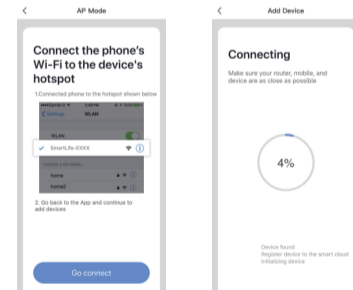 AP Mode
Connect the phone's
Wi-Fi to the device's
hotspot
1.Connected phone to the hotspot shown below
Settings WLAN
WLAN
SmartLife-XXXX
home
home2
2. Go back to the App and continue to
add devices
Go connect
Add Device
Connecting
Make sure your router, mobile, and
device are as close as possible
4%
Device found
Register device to the smart cloud
Initializing device